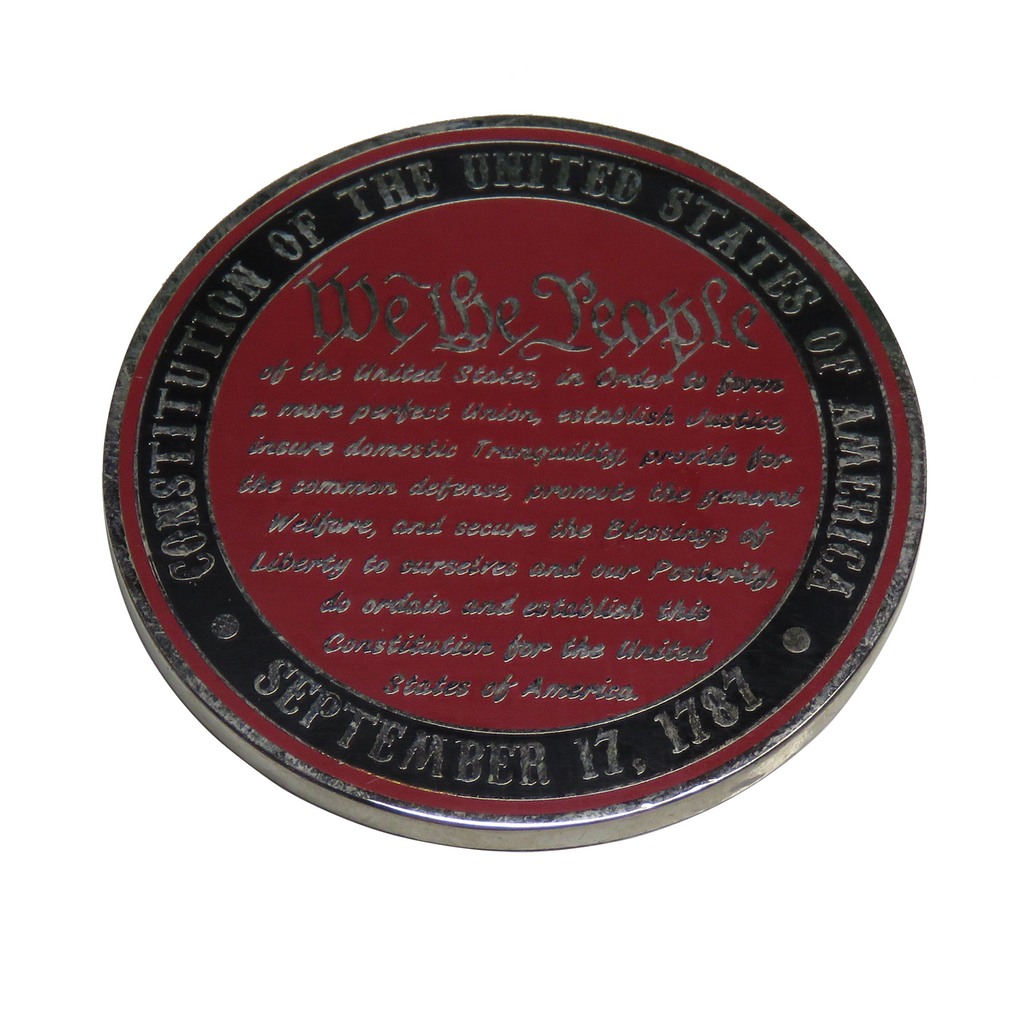 CONSTITUTION OF THE UNITED STATES OF AMERICA
We the People
of the United States, in Order to form
a more perfect Union, establish Justice,
insure domestic Tranquility, provide for
the common defense, promote the general
Welfare, and secure the Blessings of
Liberty to ourselves and our Posterity,
do ordain and establish this
Constitution for the United
States of America
SEPTEMBER 17, 1787